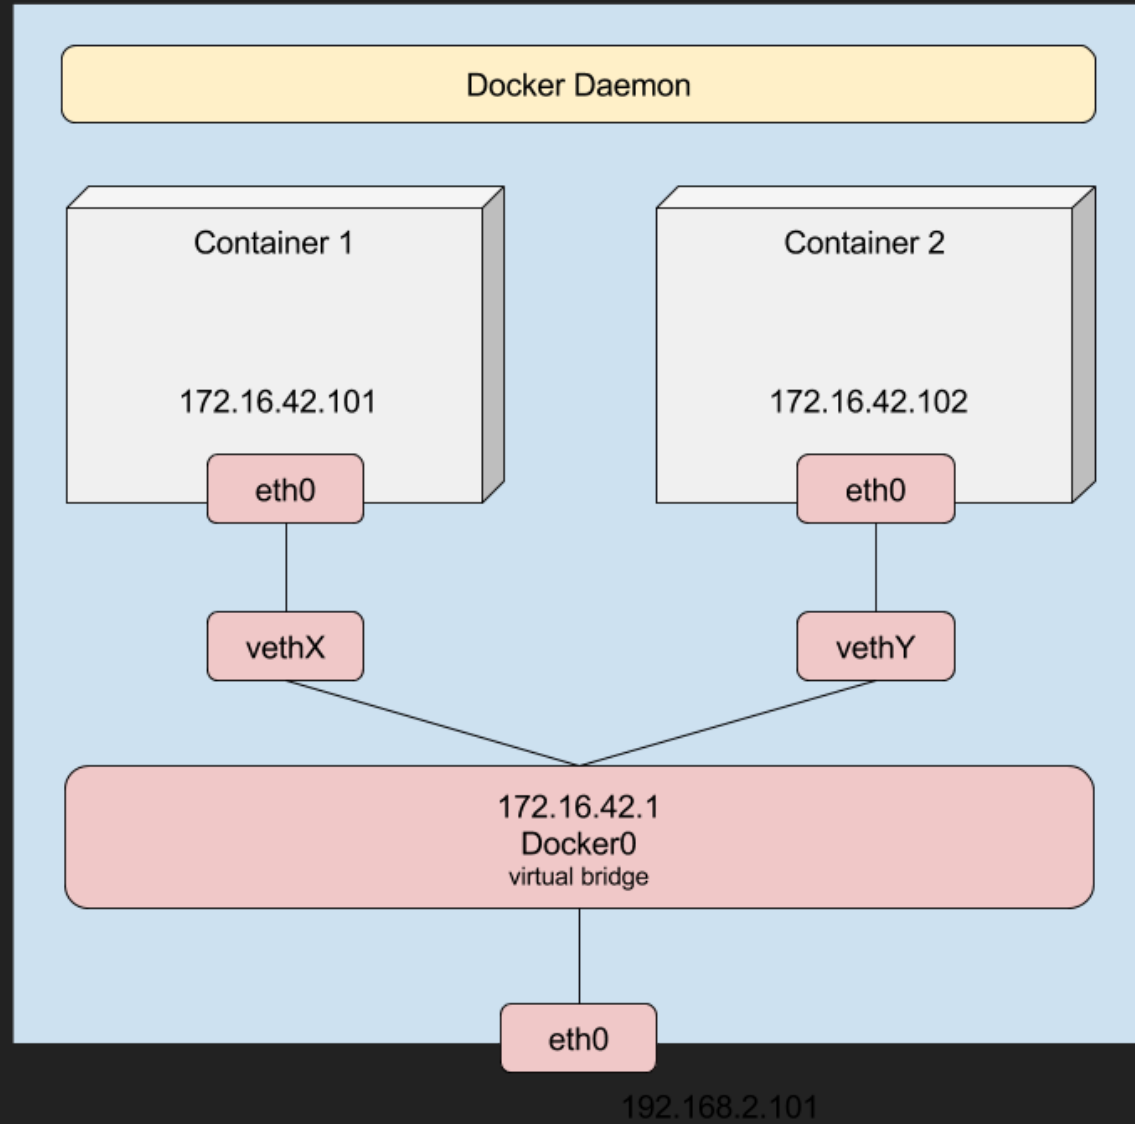 Docker Daemon
Container 1
172.16.42.101
eth0
Container 2
172.16.42.102
eth0
vethX
vethY
172.16.42.1
Docker0
virtual bridge
eth0
192.168.2.101